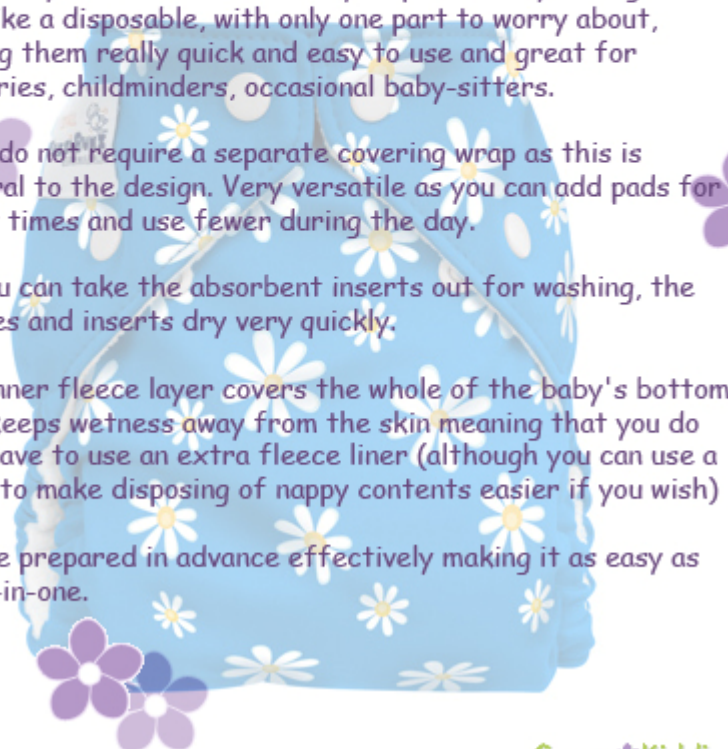 ke a disposable, with only one part to worry about,
g them really quick and easy to use and great for
ries, childminders, occasional baby-sitters.
do not require a separate covering wrap as this is
ral to the design. Very versatile as you can add pads for
times and use fewer during the day.
u can take the absorbent inserts out for washing, the
es and inserts dry very quickly.
nner fleece layer covers the whole of the baby's bottom
keeps wetness away from the skin meaning that you do
ave to use an extra fleece liner (although you can use a
to make disposing of nappy contents easier if you wish)
e prepared in advance effectively making it as easy as
-in-one.